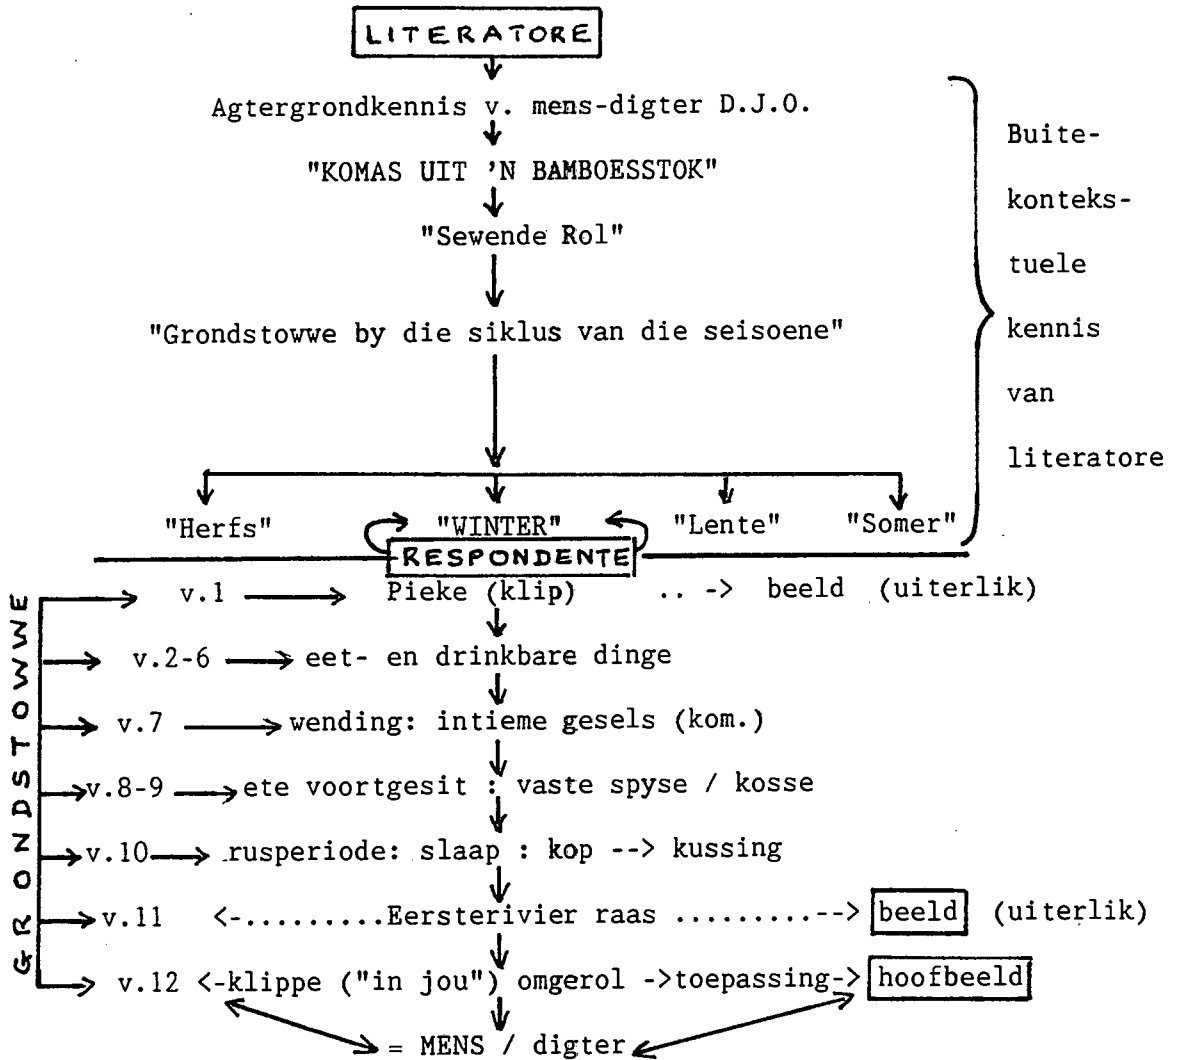 LITERATORE
Agtergrondkennis v. mens-digter D.J.O.
"KOMAS UIT 'N BAMBOESSTOK"
"Sewende Rol"
"Grondstowwe by die siklus van die seisoene"
"Herfs" "WINTER" "Lente" "Somer"
Buite-
konteks-
tuele
kennis
van
literatore
RESPONDENTE
GRONDSTOWWE
v.1 Pieke (klip) .. -> beeld (uiterlik)
v.2-6 eet- en drinkbare dinge
v.7 wending: intieme gesels (kom.)
v.8-9 ete voortgesit : vaste spyse / kosse
v.10 rusperiode: slaap : kop --> kussing
v.11 <-.........Eersterivier raas .........--> beeld (uiterlik)
v.12 <-klippe ("in jou") omgerol ->toepassing-> hoofbeeld
= MENS / digter